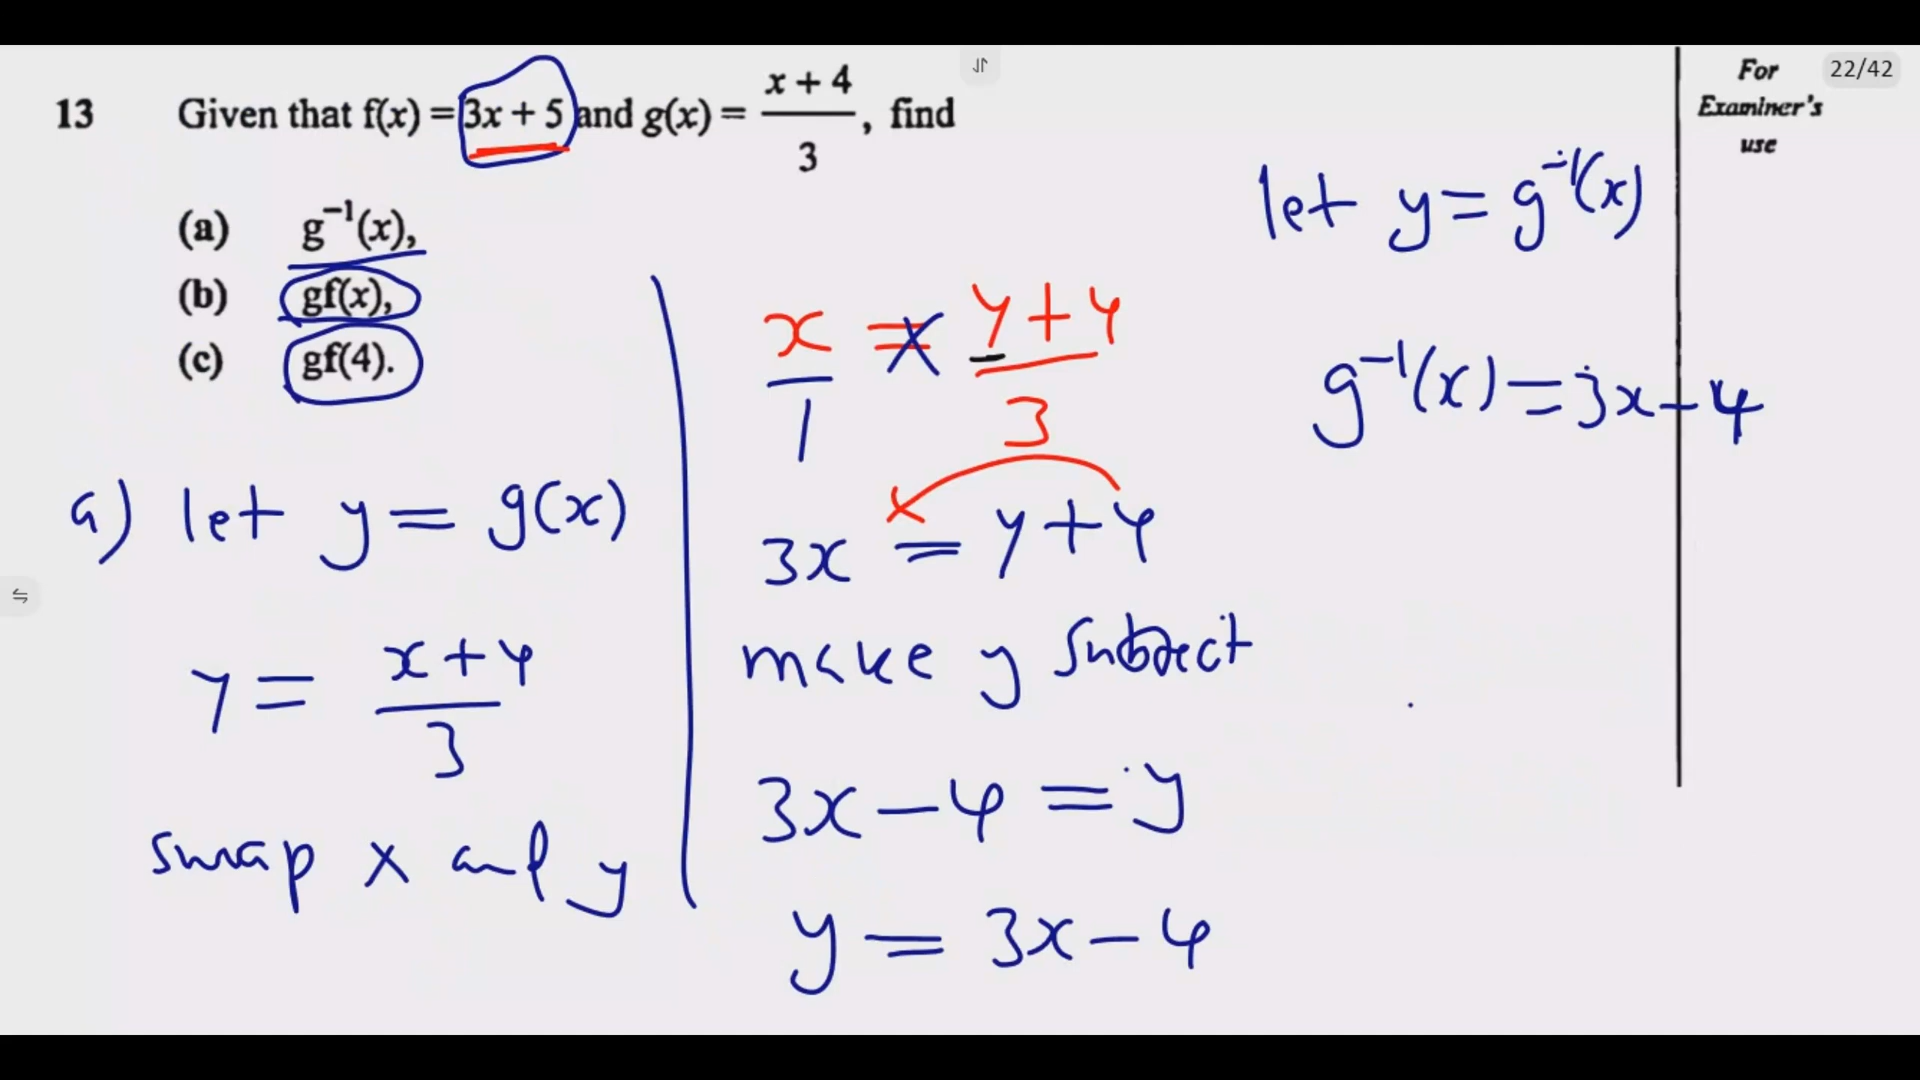 13 Given that f(x) = 3x + 5 and g(x) = x + 4 / 3 , find
(a) g⁻¹(x),
(b) gf(x),
(c) gf(4).
For
Examiner's
use
22/42
a) let y = g(x)
y = x+4 / 3
swap x and y
x / 1 = y+4 / 3
3x = y+4
make y subject
3x-4 = y
y = 3x-4
let y = g⁻¹(x)
g⁻¹(x) = 3x-4